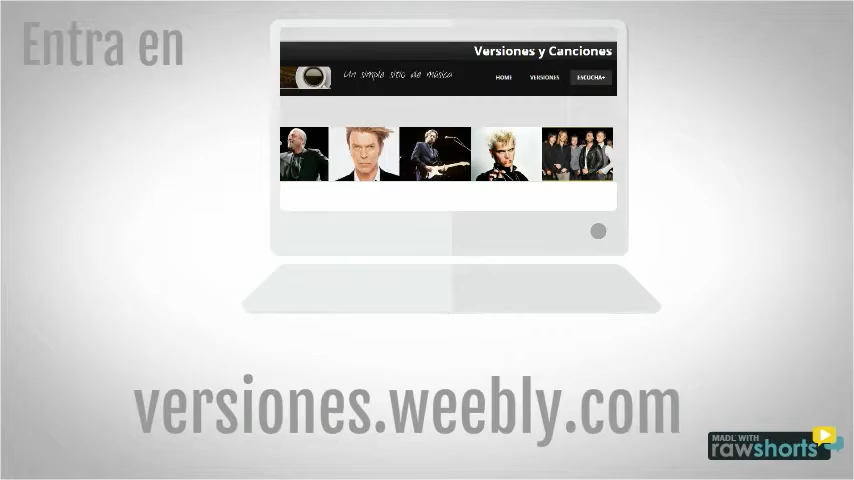 Entra en
Versiones y Canciones
Un simple sitio de música
HOME VERSIONES ESCUCHA+
versiones.weebly.com
MADE WITH
rawshorts